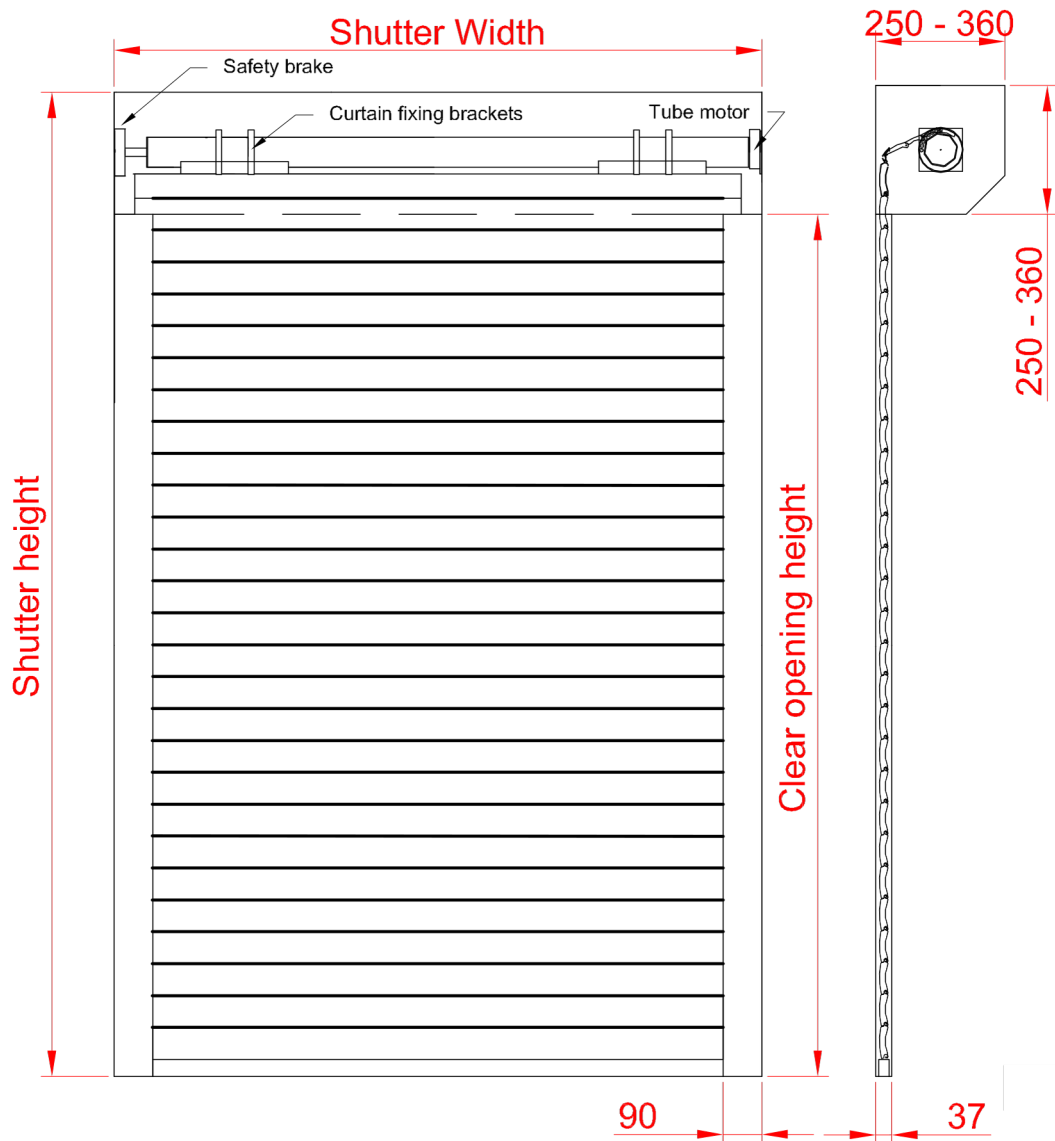 Shutter Width
250 - 360
Safety brake
Curtain fixing brackets
Tube motor
250 - 360
Shutter height
Clear opening height
90
37